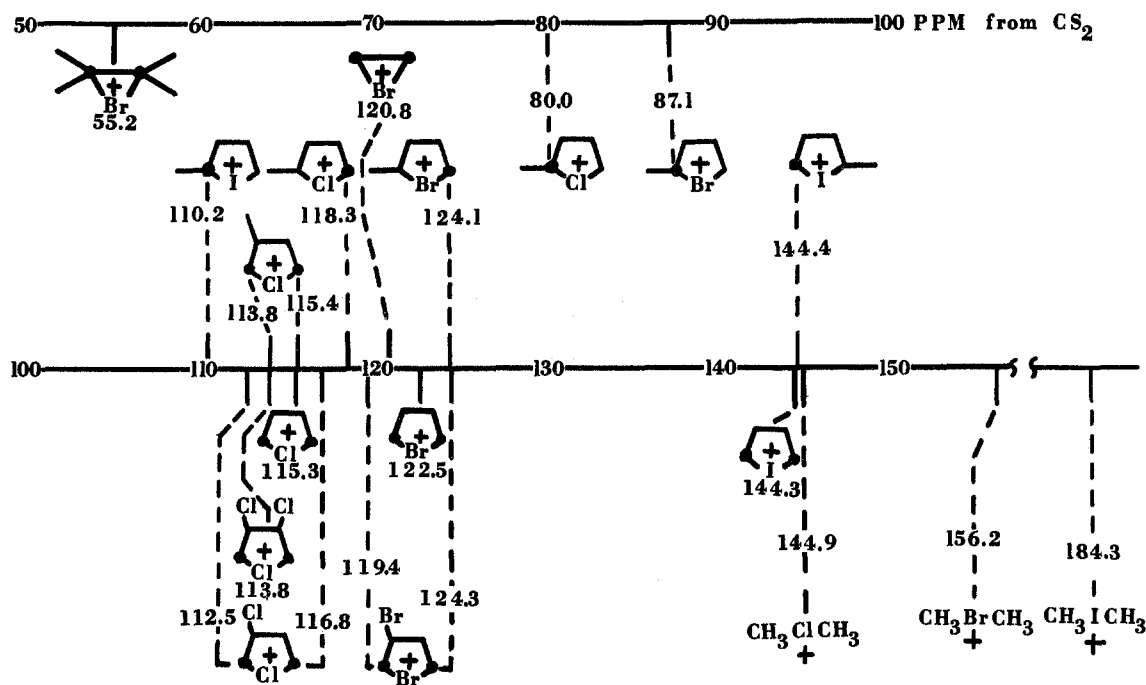 50 60 70 80 90 100 PPM from CS2
+
Br
55.2
+
Br
120.8
80.0
87.1
+
I
+
Cl
+
Br
+
Cl
+
Br
+
I
110.2
118.3
124.1
144.4
+
Cl
113.8
115.4
100 110 120 130 140 150
+
Cl
115.3
+
Br
122.5
+
I
144.3
Cl Cl
+
Cl
113.8
119.4
124.3
144.9
156.2
184.3
112.5
116.8
Cl
+
Cl
Br
+
Br
CH3ClCH3
+
CH3BrCH3
+
CH3ICH3
+